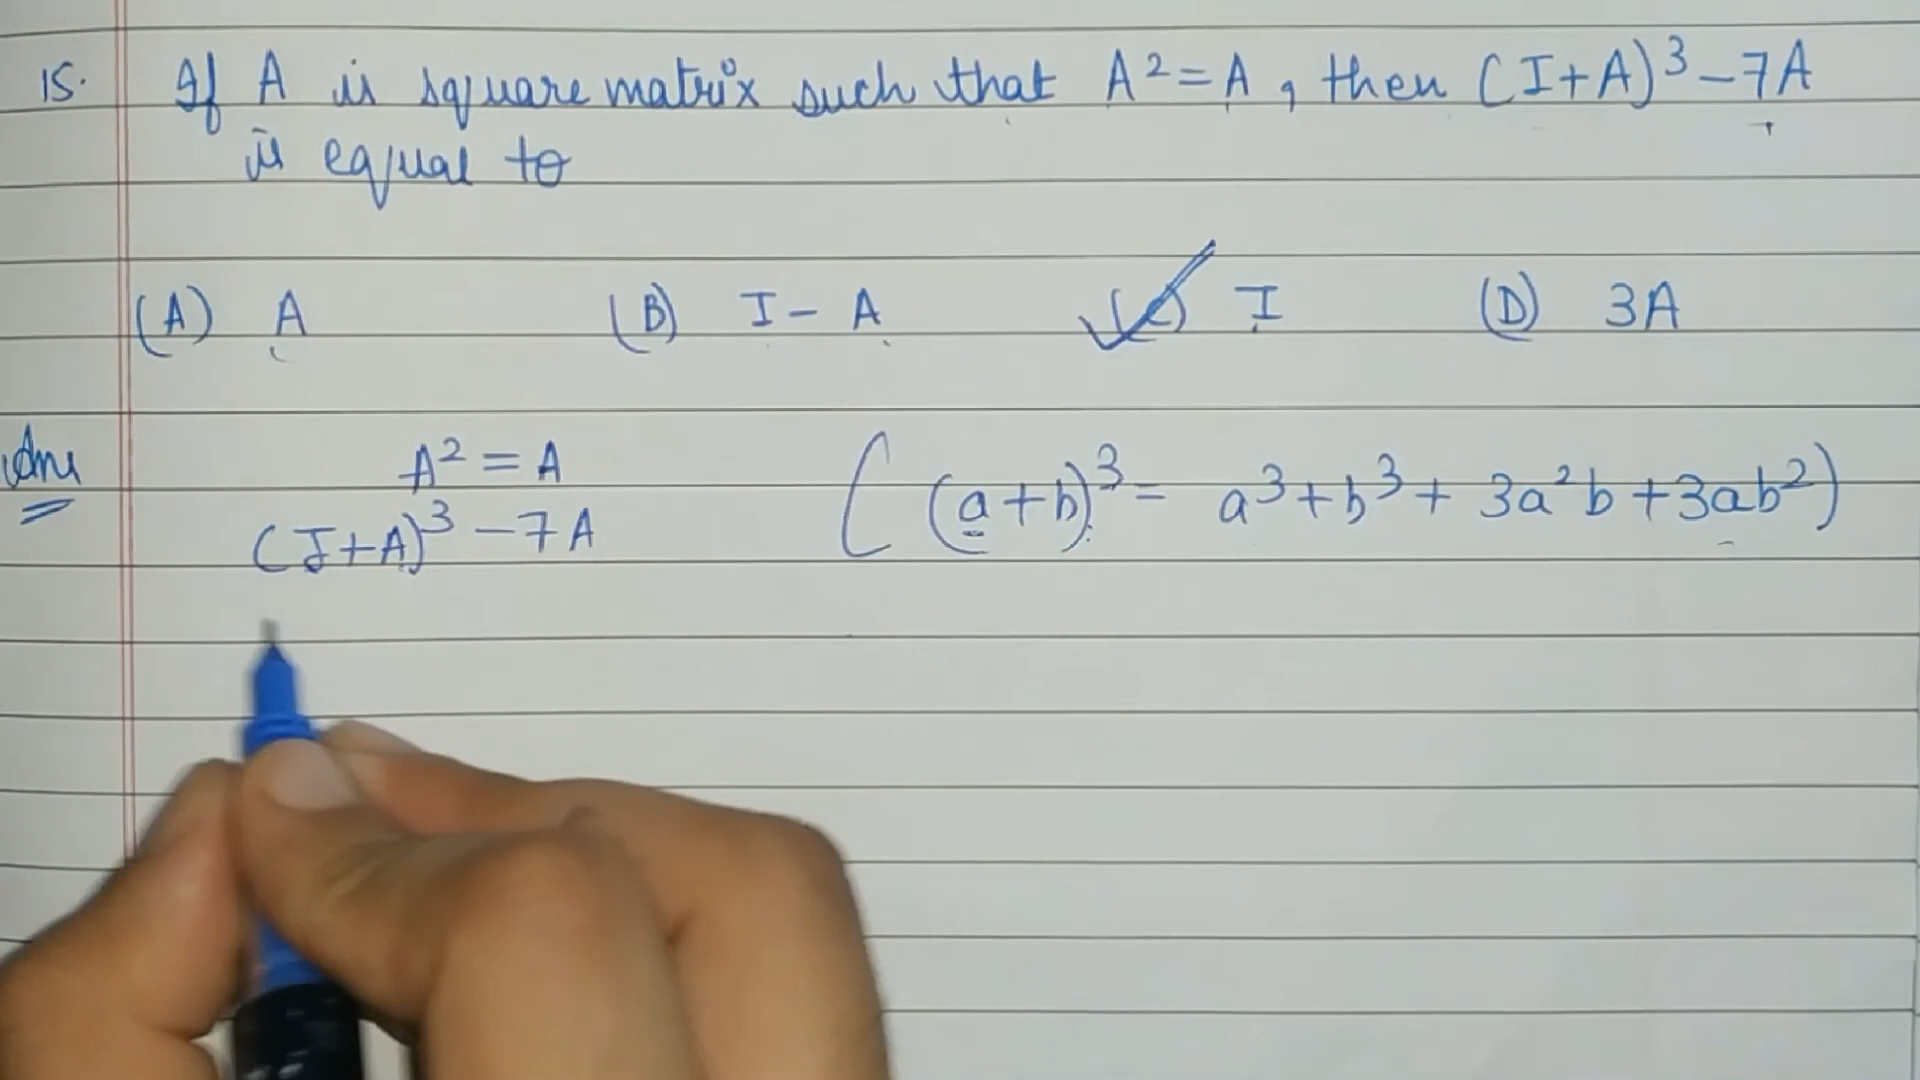 15. If A is square matrix such that A² = A, then (I+A)³ – 7A
is equal to
(A) A (B) I – A (C) I (D) 3A
Ans A² = A
(I+A)³ – 7A ( (a+b)³ = a³ + b³ + 3a²b + 3ab² )